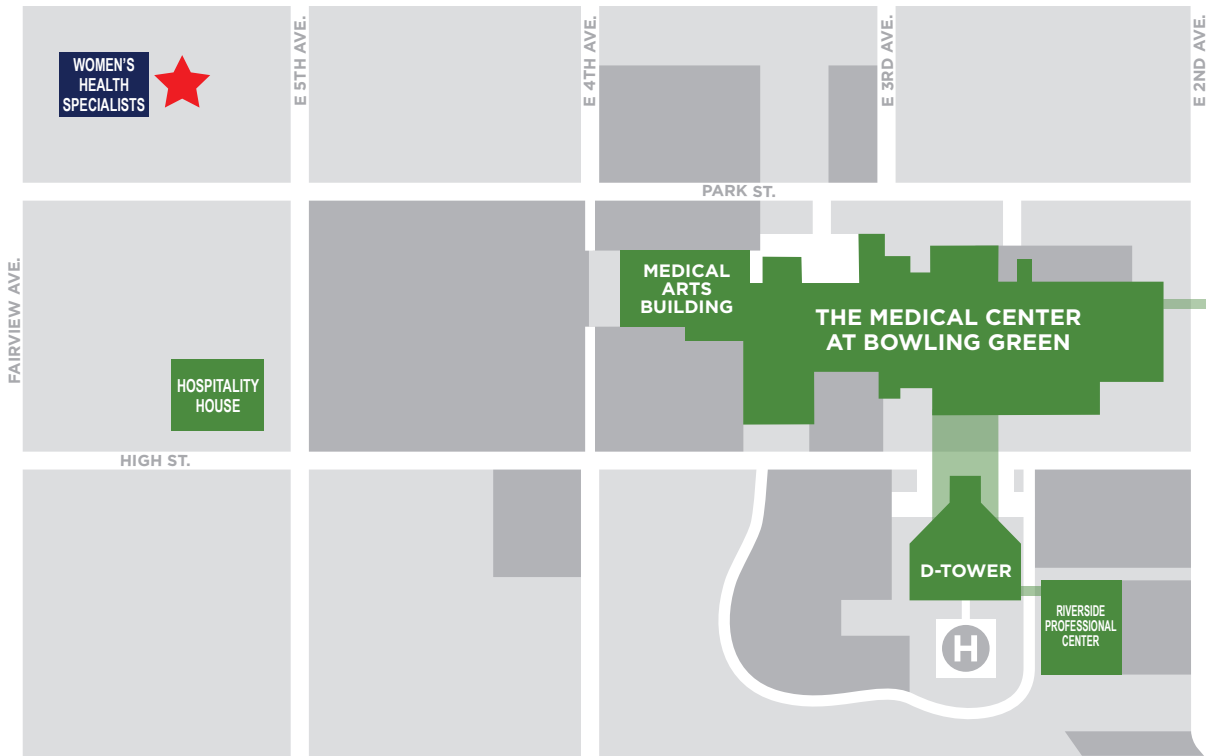 E 5TH AVE.
E 4TH AVE.
E 3RD AVE.
E 2ND AVE.
WOMEN'S
HEALTH
SPECIALISTS
PARK ST.
FAIRVIEW AVE.
MEDICAL
ARTS
BUILDING
THE MEDICAL CENTER
AT BOWLING GREEN
HOSPITALITY
HOUSE
HIGH ST.
D-TOWER
RIVERSIDE
PROFESSIONAL
CENTER
H